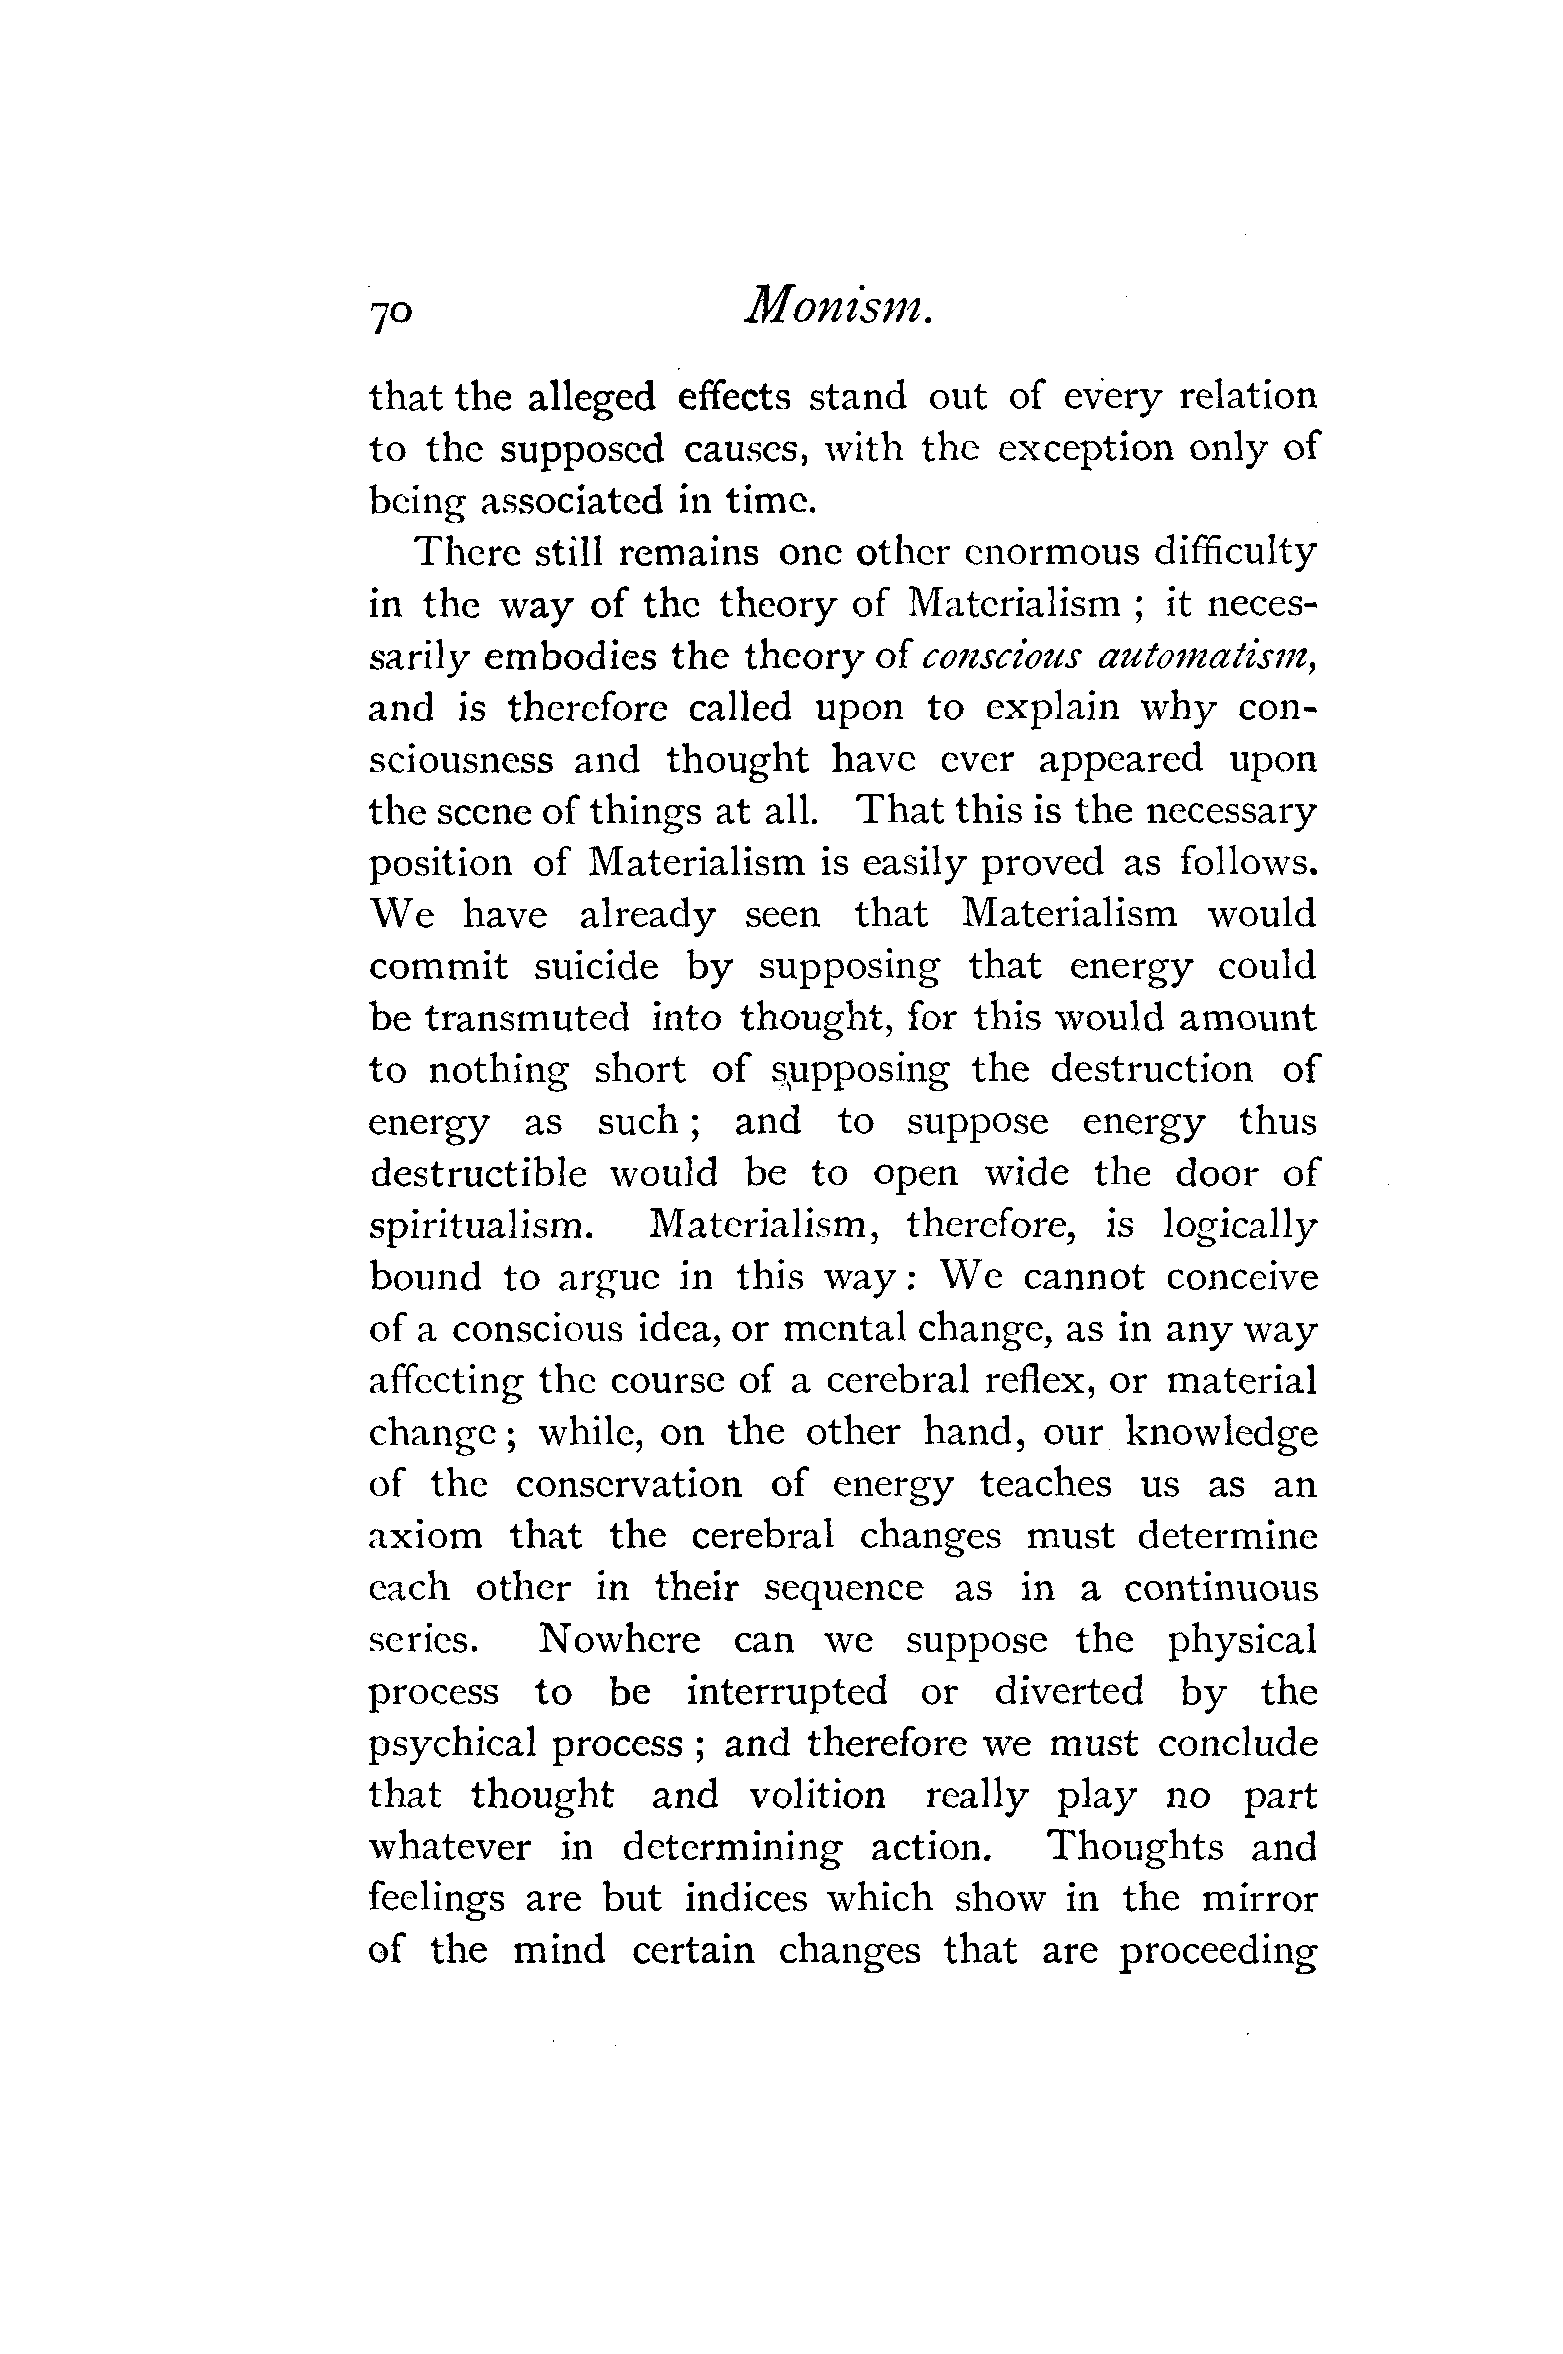 70 Monism.
that the alleged effects stand out of every relation
to the supposed causes, with the exception only of
being associated in time.
There still remains one other enormous difficulty
in the way of the theory of Materialism ; it neces-
sarily embodies the theory of conscious automatism,
and is therefore called upon to explain why con-
sciousness and thought have ever appeared upon
the scene of things at all. That this is the necessary
position of Materialism is easily proved as follows.
We have already seen that Materialism would
commit suicide by supposing that energy could
be transmuted into thought, for this would amount
to nothing short of supposing the destruction of
energy as such ; and to suppose energy thus
destructible would be to open wide the door of
spiritualism. Materialism, therefore, is logically
bound to argue in this way : We cannot conceive
of a conscious idea, or mental change, as in any way
affecting the course of a cerebral reflex, or material
change ; while, on the other hand, our knowledge
of the conservation of energy teaches us as an
axiom that the cerebral changes must determine
each other in their sequence as in a continuous
series. Nowhere can we suppose the physical
process to be interrupted or diverted by the
psychical process ; and therefore we must conclude
that thought and volition really play no part
whatever in determining action. Thoughts and
feelings are but indices which show in the mirror
of the mind certain changes that are proceeding